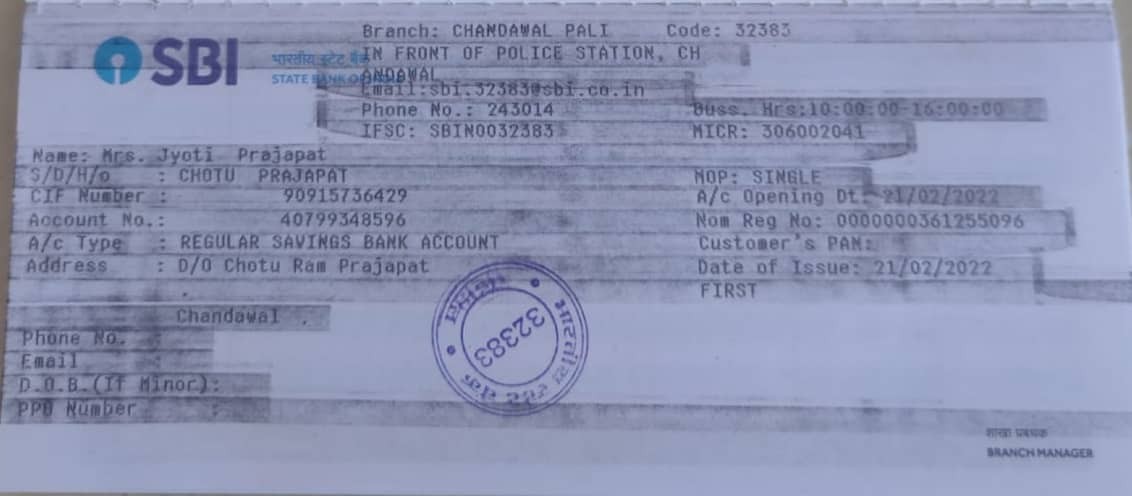 Branch: CHANDAWAL PALI Code: 32383
SBI
भारतीय स्टेट बैंक IN FRONT OF POLICE STATION, CH
STATE BANK OF ANDAWAL
Email:sbi.32383@sbi.co.in
Phone No.: 243014 Buss. Hrs:10:00:00-16:00:00
IFSC: SBIN0032383 MICR: 306002041
Name: Mrs. Jyoti Prajapat
S/D/H/o : CHOTU PRAJAPAT MOP: SINGLE
CIF Number : 90915736429 A/c Opening Dt: 21/02/2022
Account No.: 40799348596 Nom Reg No: 0000000361255096
A/c Type : REGULAR SAVINGS BANK ACCOUNT Customer's PAN:
Address : D/O Chotu Ram Prajapat Date of Issue: 21/02/2022
. FIRST
Chandawal .
Phone No. :
Email :
D.O.B.(If Minor):
PPO Number :
भारतीय स्टेट बैंक
32383
शाखा प्रबंधक
BRANCH MANAGER